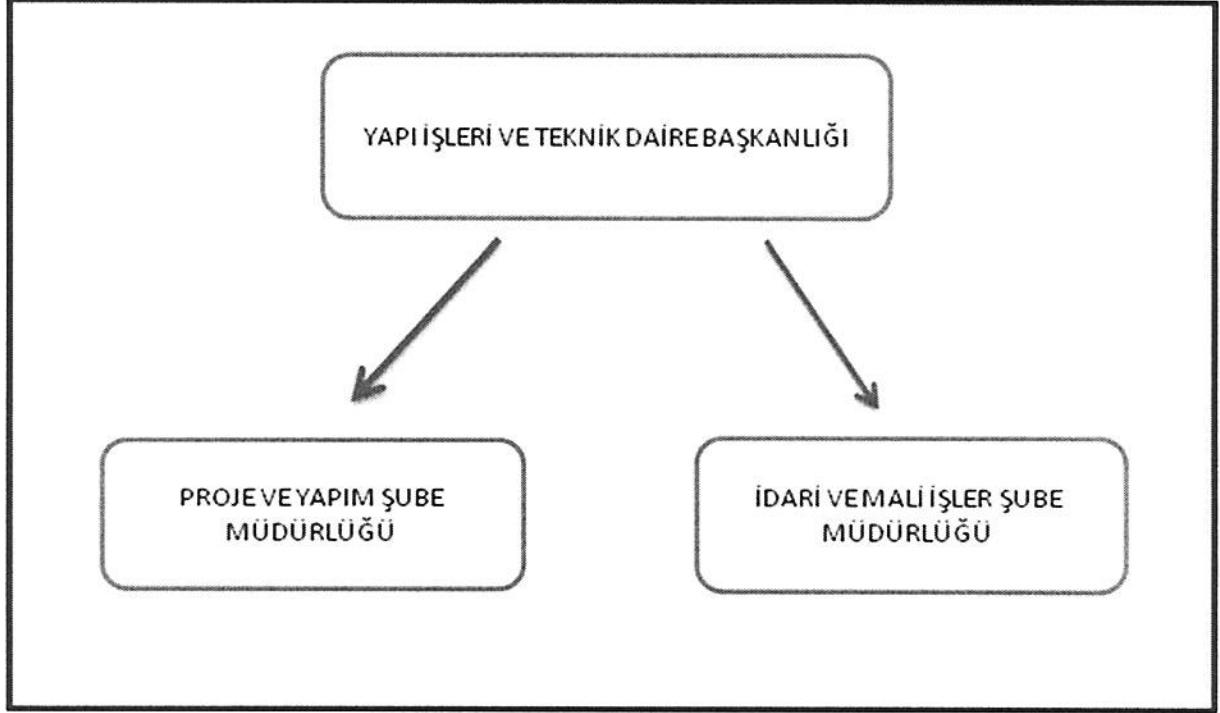 YAPI İŞLERİ VE TEKNİK DAİRE BAŞKANLIĞI
PROJE VE YAPIM ŞUBE
MÜDÜRLÜĞÜ
İDARİ VE MALİ İŞLER ŞUBE
MÜDÜRLÜĞÜ